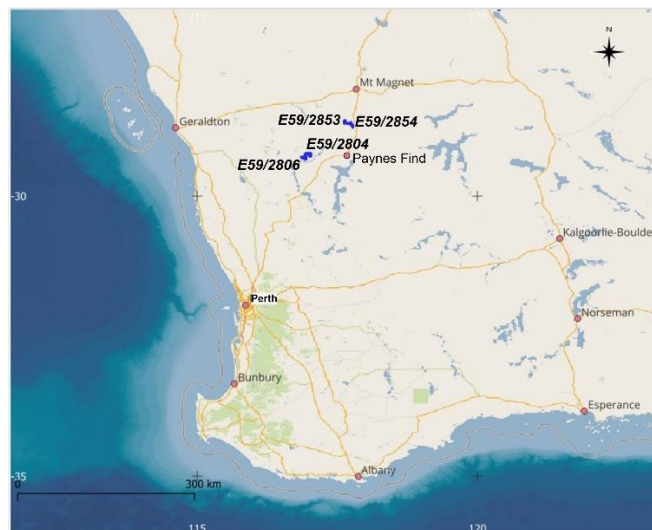 115
120
N
Mt Magnet
E59/2853
E59/2854
Geraldton
E59/2804
E59/2806
Paynes Find
-30
Kalgoorlie-Boulde
Perth
Norseman
Bunbury
Esperance
Albany
-35
0
300 km
115
120